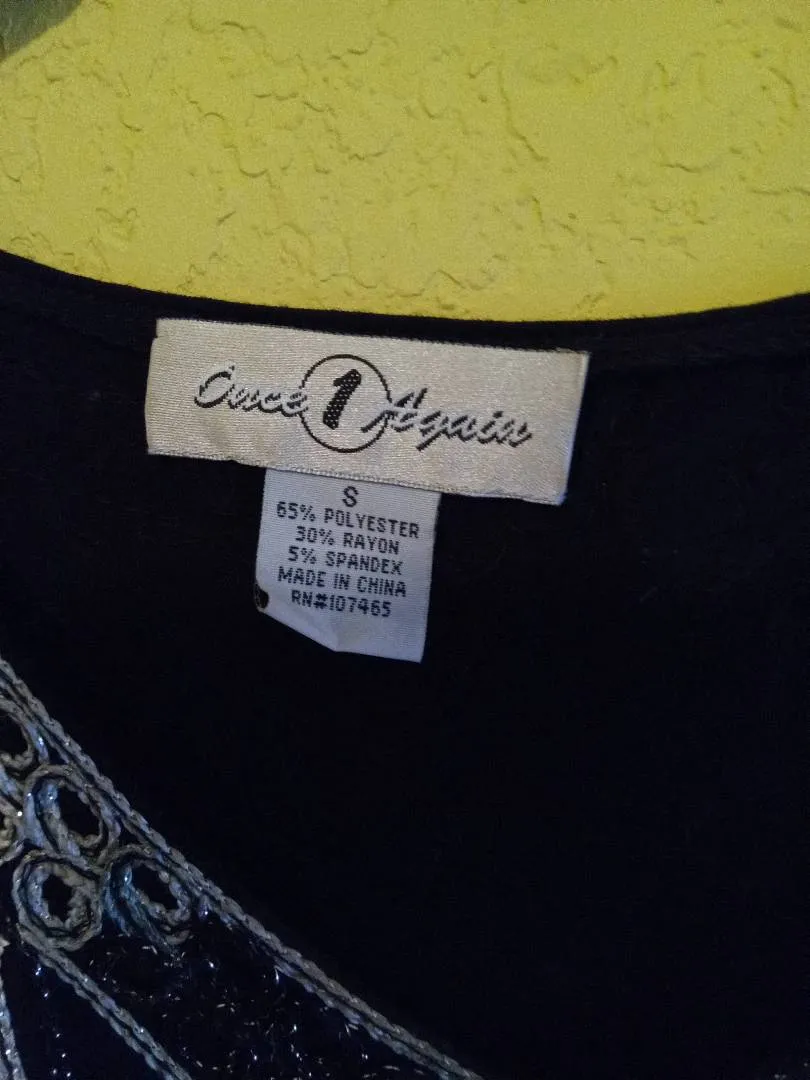 Once 1 Again
S
65% POLYESTER
30% RAYON
5% SPANDEX
MADE IN CHINA
RN#107465